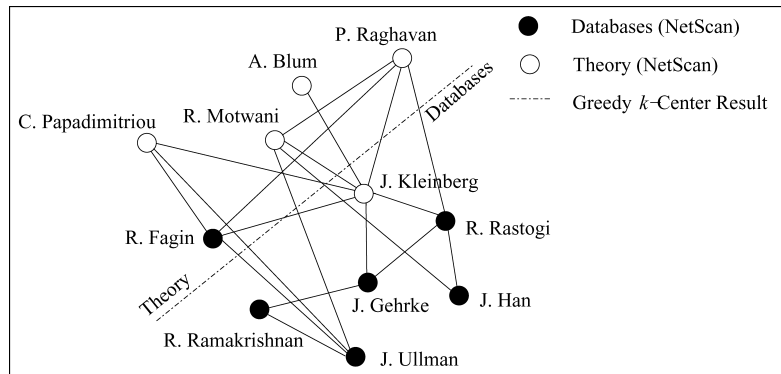 P. Raghavan
Databases (NetScan)
A. Blum
Theory (NetScan)
Databases
Greedy k-Center Result
C. Papadimitriou
R. Motwani
J. Kleinberg
R. Rastogi
R. Fagin
Theory
J. Gehrke
J. Han
R. Ramakrishnan
J. Ullman